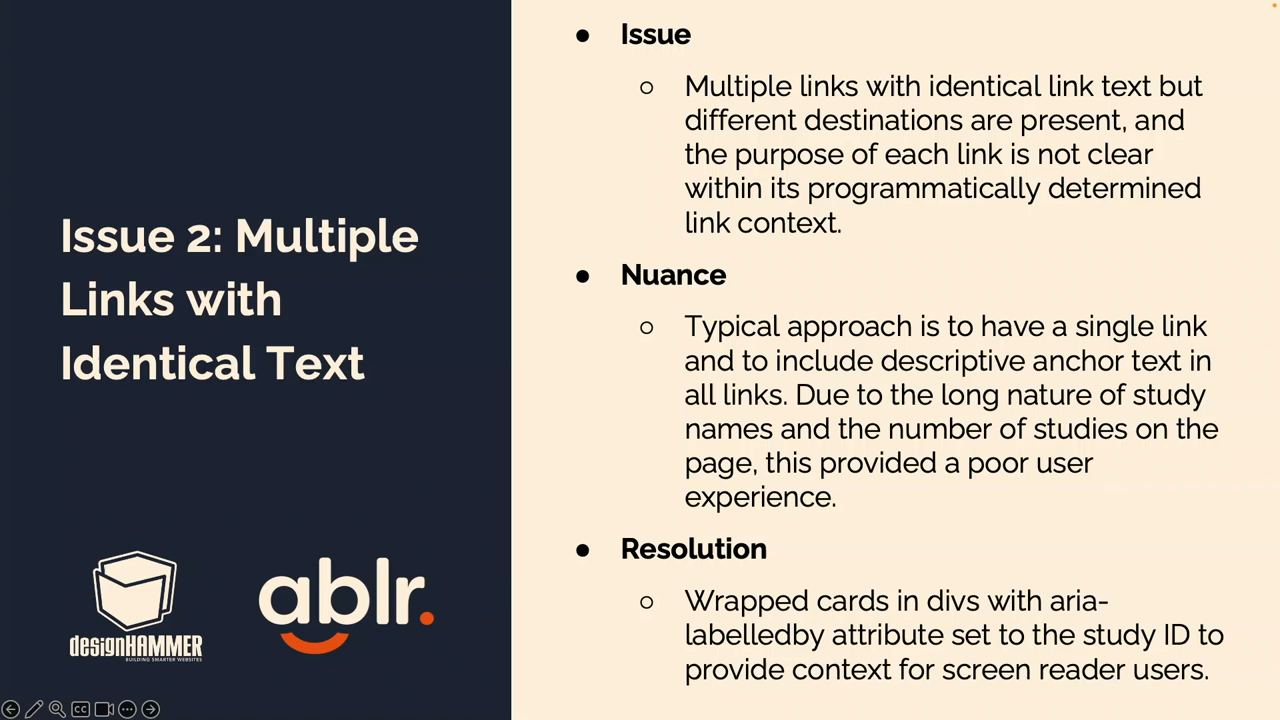 Issue 2: Multiple
Links with
Identical Text
designHAMMER
BUILDING SMARTER WEBSITES
ablr.
CC
● Issue
○ Multiple links with identical link text but
different destinations are present, and
the purpose of each link is not clear
within its programmatically determined
link context.
● Nuance
○ Typical approach is to have a single link
and to include descriptive anchor text in
all links. Due to the long nature of study
names and the number of studies on the
page, this provided a poor user
experience.
● Resolution
○ Wrapped cards in divs with aria-
labelledby attribute set to the study ID to
provide context for screen reader users.